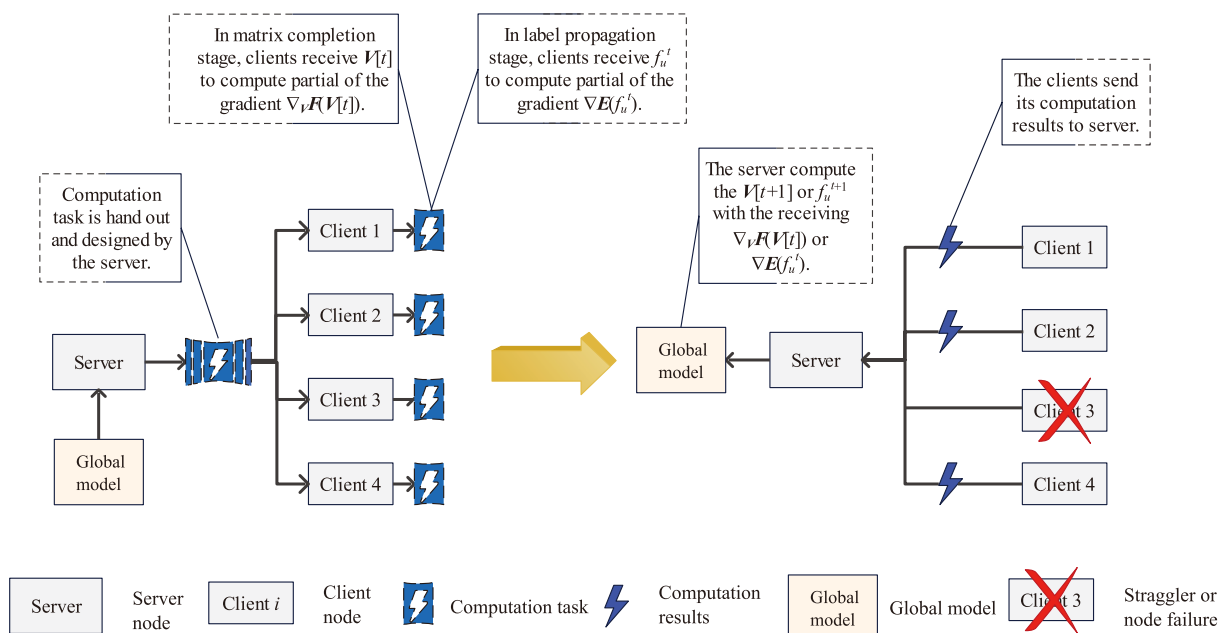 In matrix completion
stage, clients receive V[t]
to compute partial of the
gradient ∇VF(V[t]).
In label propagation
stage, clients receive fᵤᵗ
to compute partial of the
gradient ∇E(fᵤᵗ).
The clients send
its computation
results to server.
Computation
task is hand out
and designed by
the server.
The server compute
the V[t+1] or fᵤᵗ⁺¹
with the receiving
∇VF(V[t]) or
∇E(fᵤᵗ).
Server
Global
model
Client 1
Client 2
Client 3
Client 4
Global
model
Server
Client 1
Client 2
Client 3
Client 4
Server
Server
node
Client i
Client
node
Computation task
Computation
results
Global
model
Global model
Client 3
Straggler or
node failure